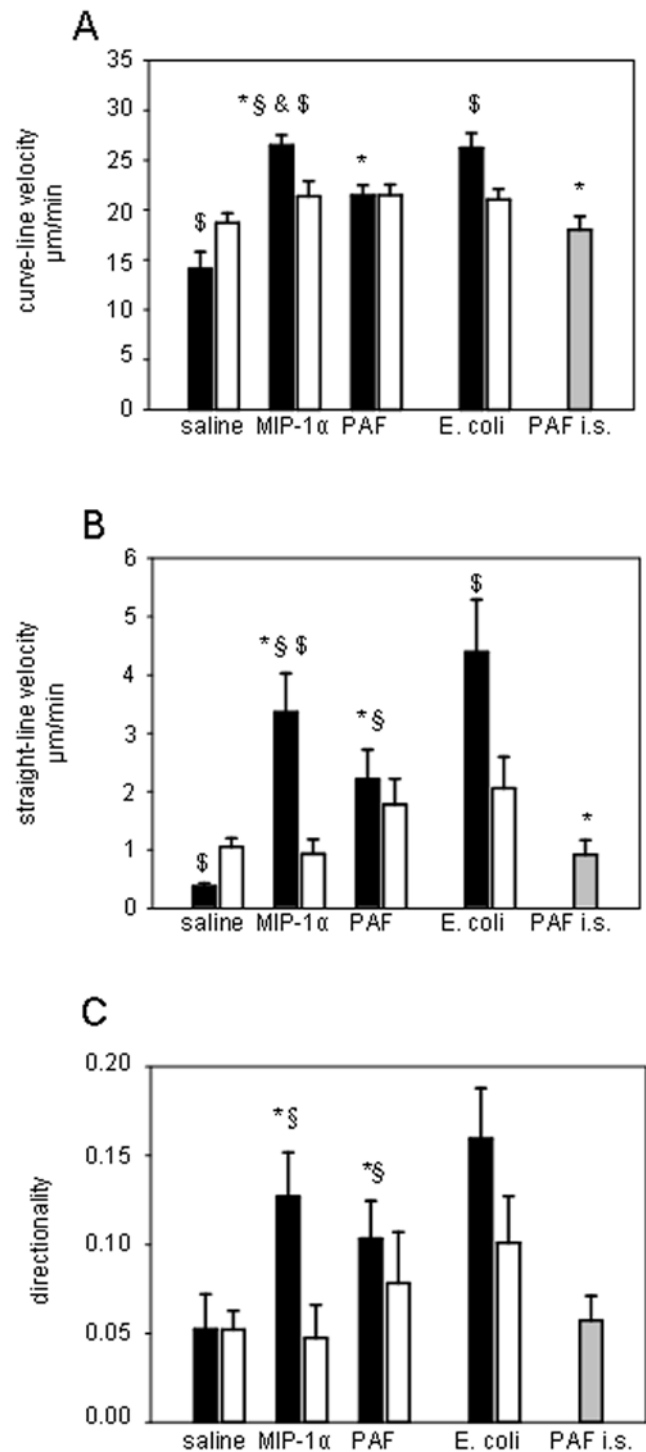 A
35
30
25
20
15
10
5
0
curve-line velocity
µm/min
* § & $
$
*
$
*
saline MIP-1α PAF E. coli PAF i.s.
B
6
5
4
3
2
1
0
straight-line velocity
µm/min
$
* § $
* §
$
*
saline MIP-1α PAF E. coli PAF i.s.
C
0.20
0.15
0.10
0.05
0.00
directionality
* §
*§
saline MIP-1α PAF E. coli PAF i.s.